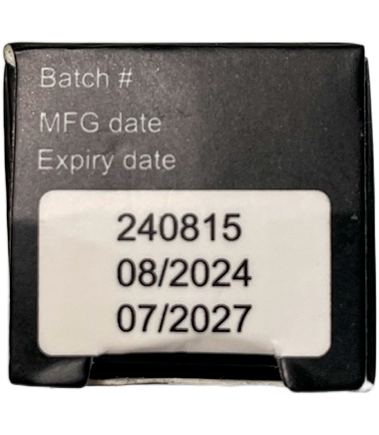 Batch #
MFG date
Expiry date
240815
08/2024
07/2027